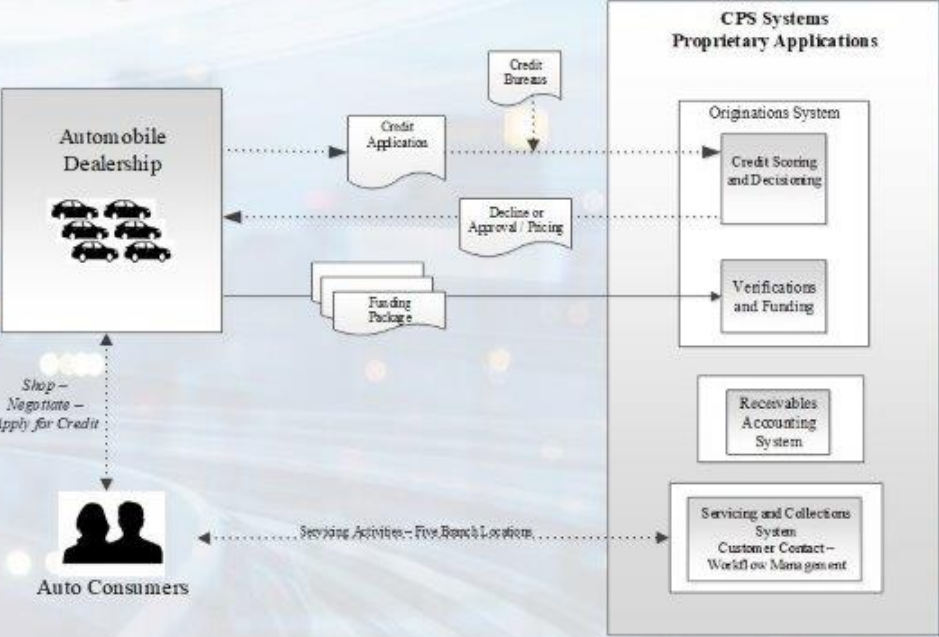 CPS Systems
Proprietary Applications
Credit
Bureaus
Automobile
Dealership
Credit
Application
Originations System
Credit Scoring
and Decisioning
Decline or
Approval / Pricing
Verifications
and Funding
Funding
Package
Shop –
Negotiate –
pply for Credit
Receivables
Accounting
System
Servicing and Collections
System
Customer Contact –
Workflow Management
Servicing Activities – Five Branch Locations
Auto Consumers